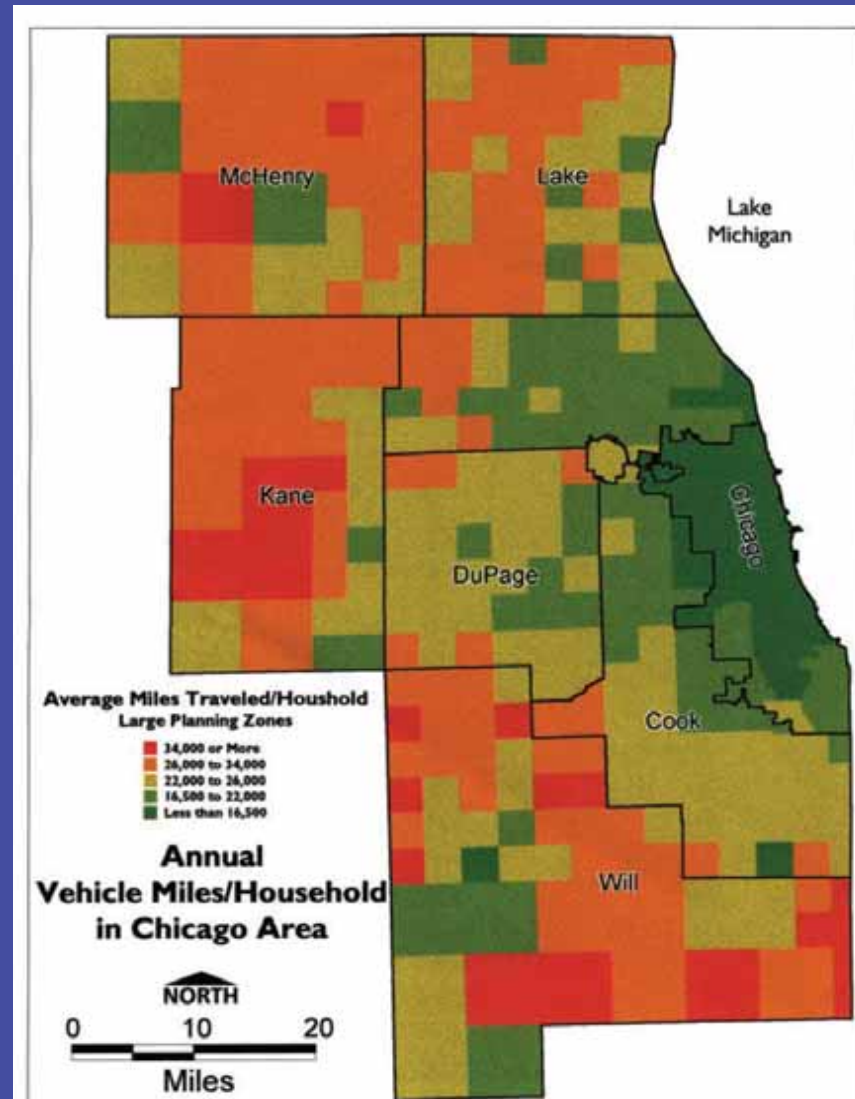 McHenry
Lake
Lake
Michigan
Kane
Chicago
DuPage
Cook
Will
Average Miles Traveled/Houshold
Large Planning Zones
34,000 or More
26,000 to 34,000
22,000 to 26,000
16,500 to 22,000
Less than 16,500
Annual
Vehicle Miles/Household
in Chicago Area
NORTH
0 10 20
Miles